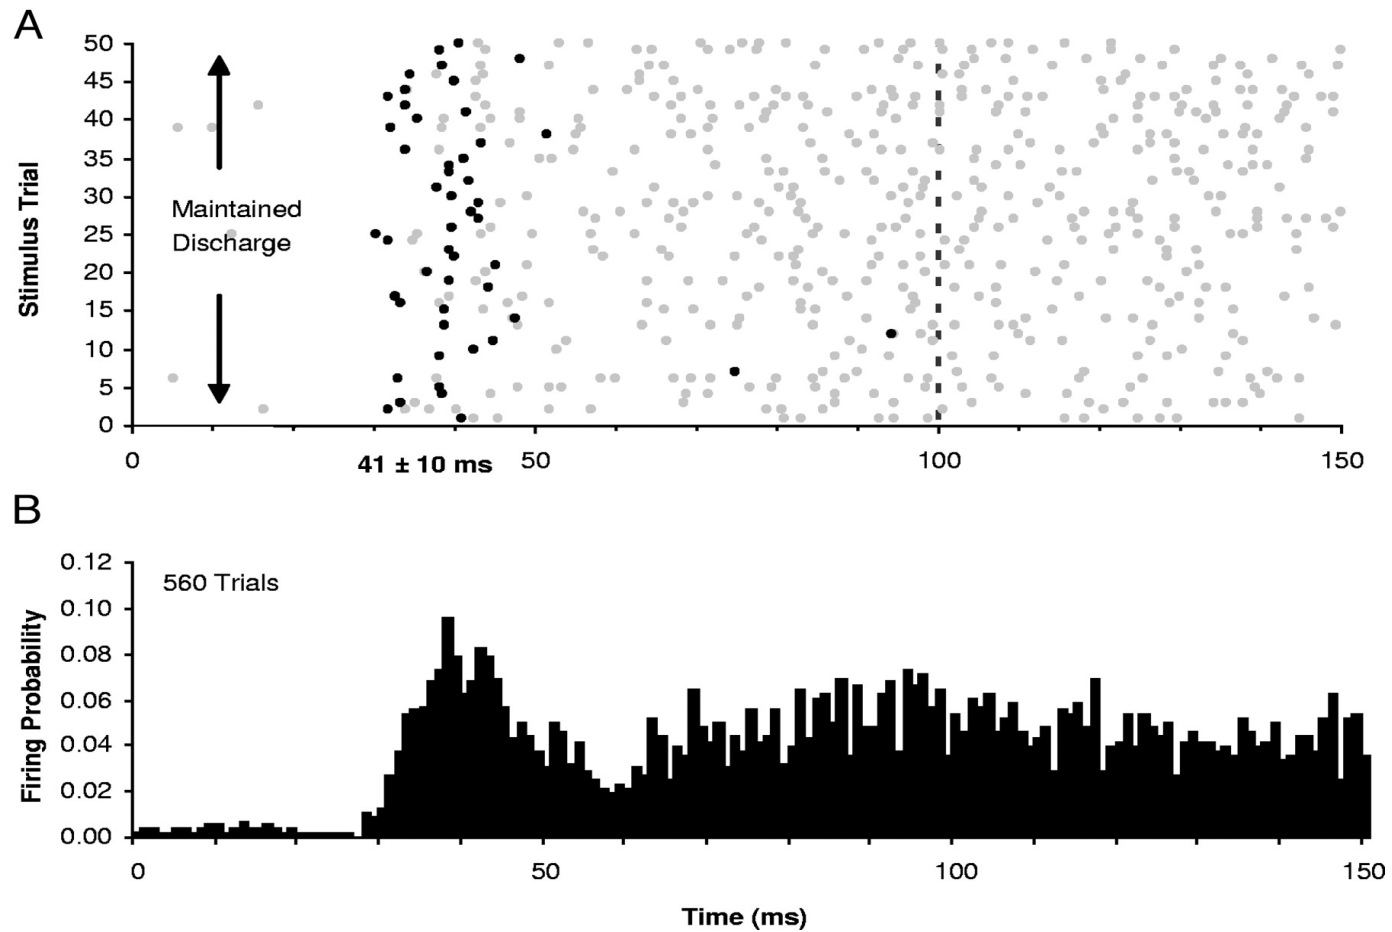 A
50
45
40
35
30
25
20
15
10
5
0
Stimulus Trial
Maintained
Discharge
0
41 ± 10 ms
50
100
150
B
0.12
0.10
0.08
0.06
0.04
0.02
0.00
Firing Probability
560 Trials
0
50
100
150
Time (ms)